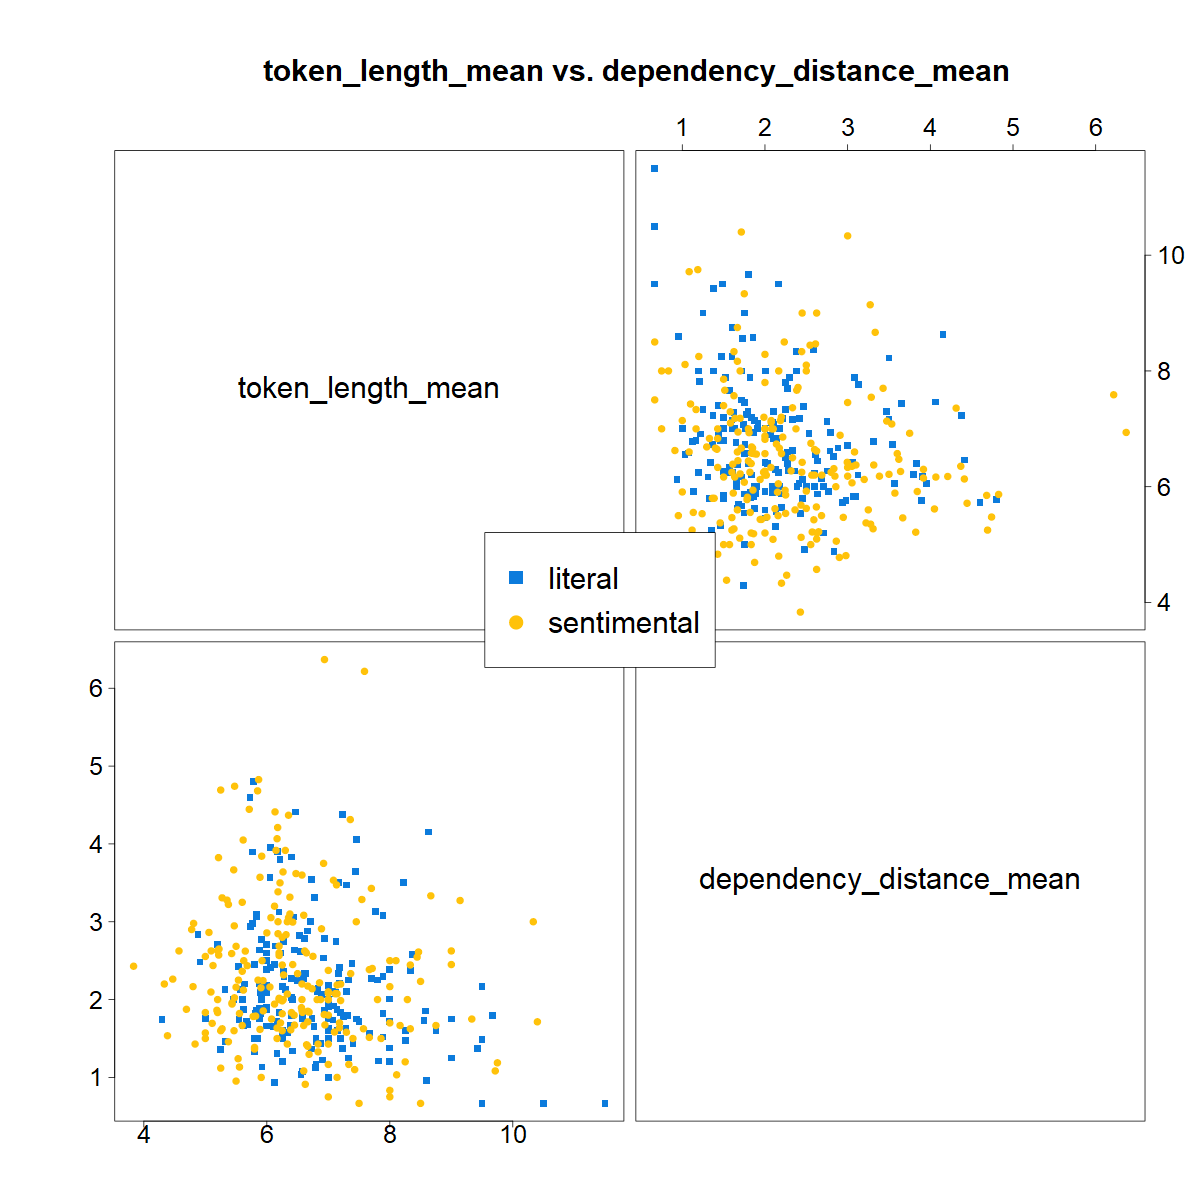 token_length_mean vs. dependency_distance_mean
1 2 3 4 5 6
token_length_mean
10
8
6
4
literal
sentimental
6
5
4
3
2
1
dependency_distance_mean
4 6 8 10